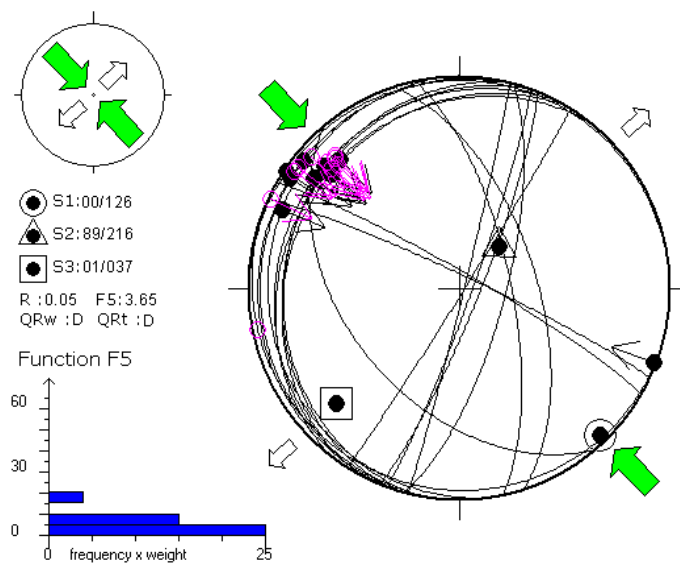 S1:00/126
S2:89/216
S3:01/037
R :0.05 F5:3.65
QRw :D QRt :D
Function F5
60
30
0
0 frequency x weight 25